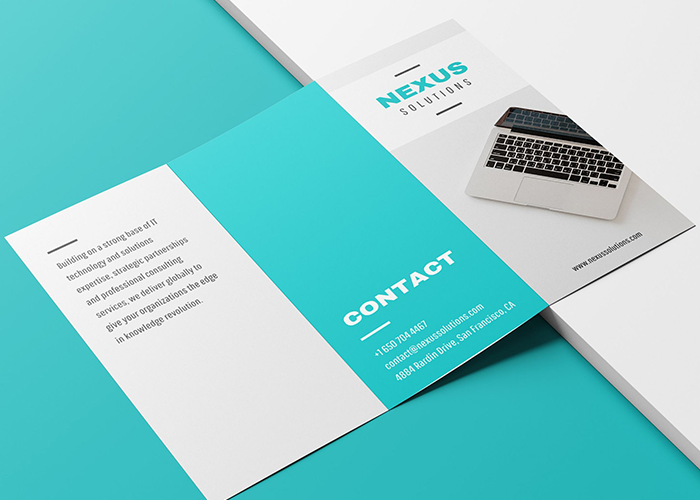 Building on a strong base of IT
technology and solutions
expertise, strategic partnerships
and professional consulting
services, we deliver globally to
give your organizations the edge
in knowledge revolution.
CONTACT
+1 650 704 4467
contact@nexussolutions.com
4884 Rardin Drive, San Francisco, CA
NEXUS
SOLUTIONS
www.nexussolutions.com